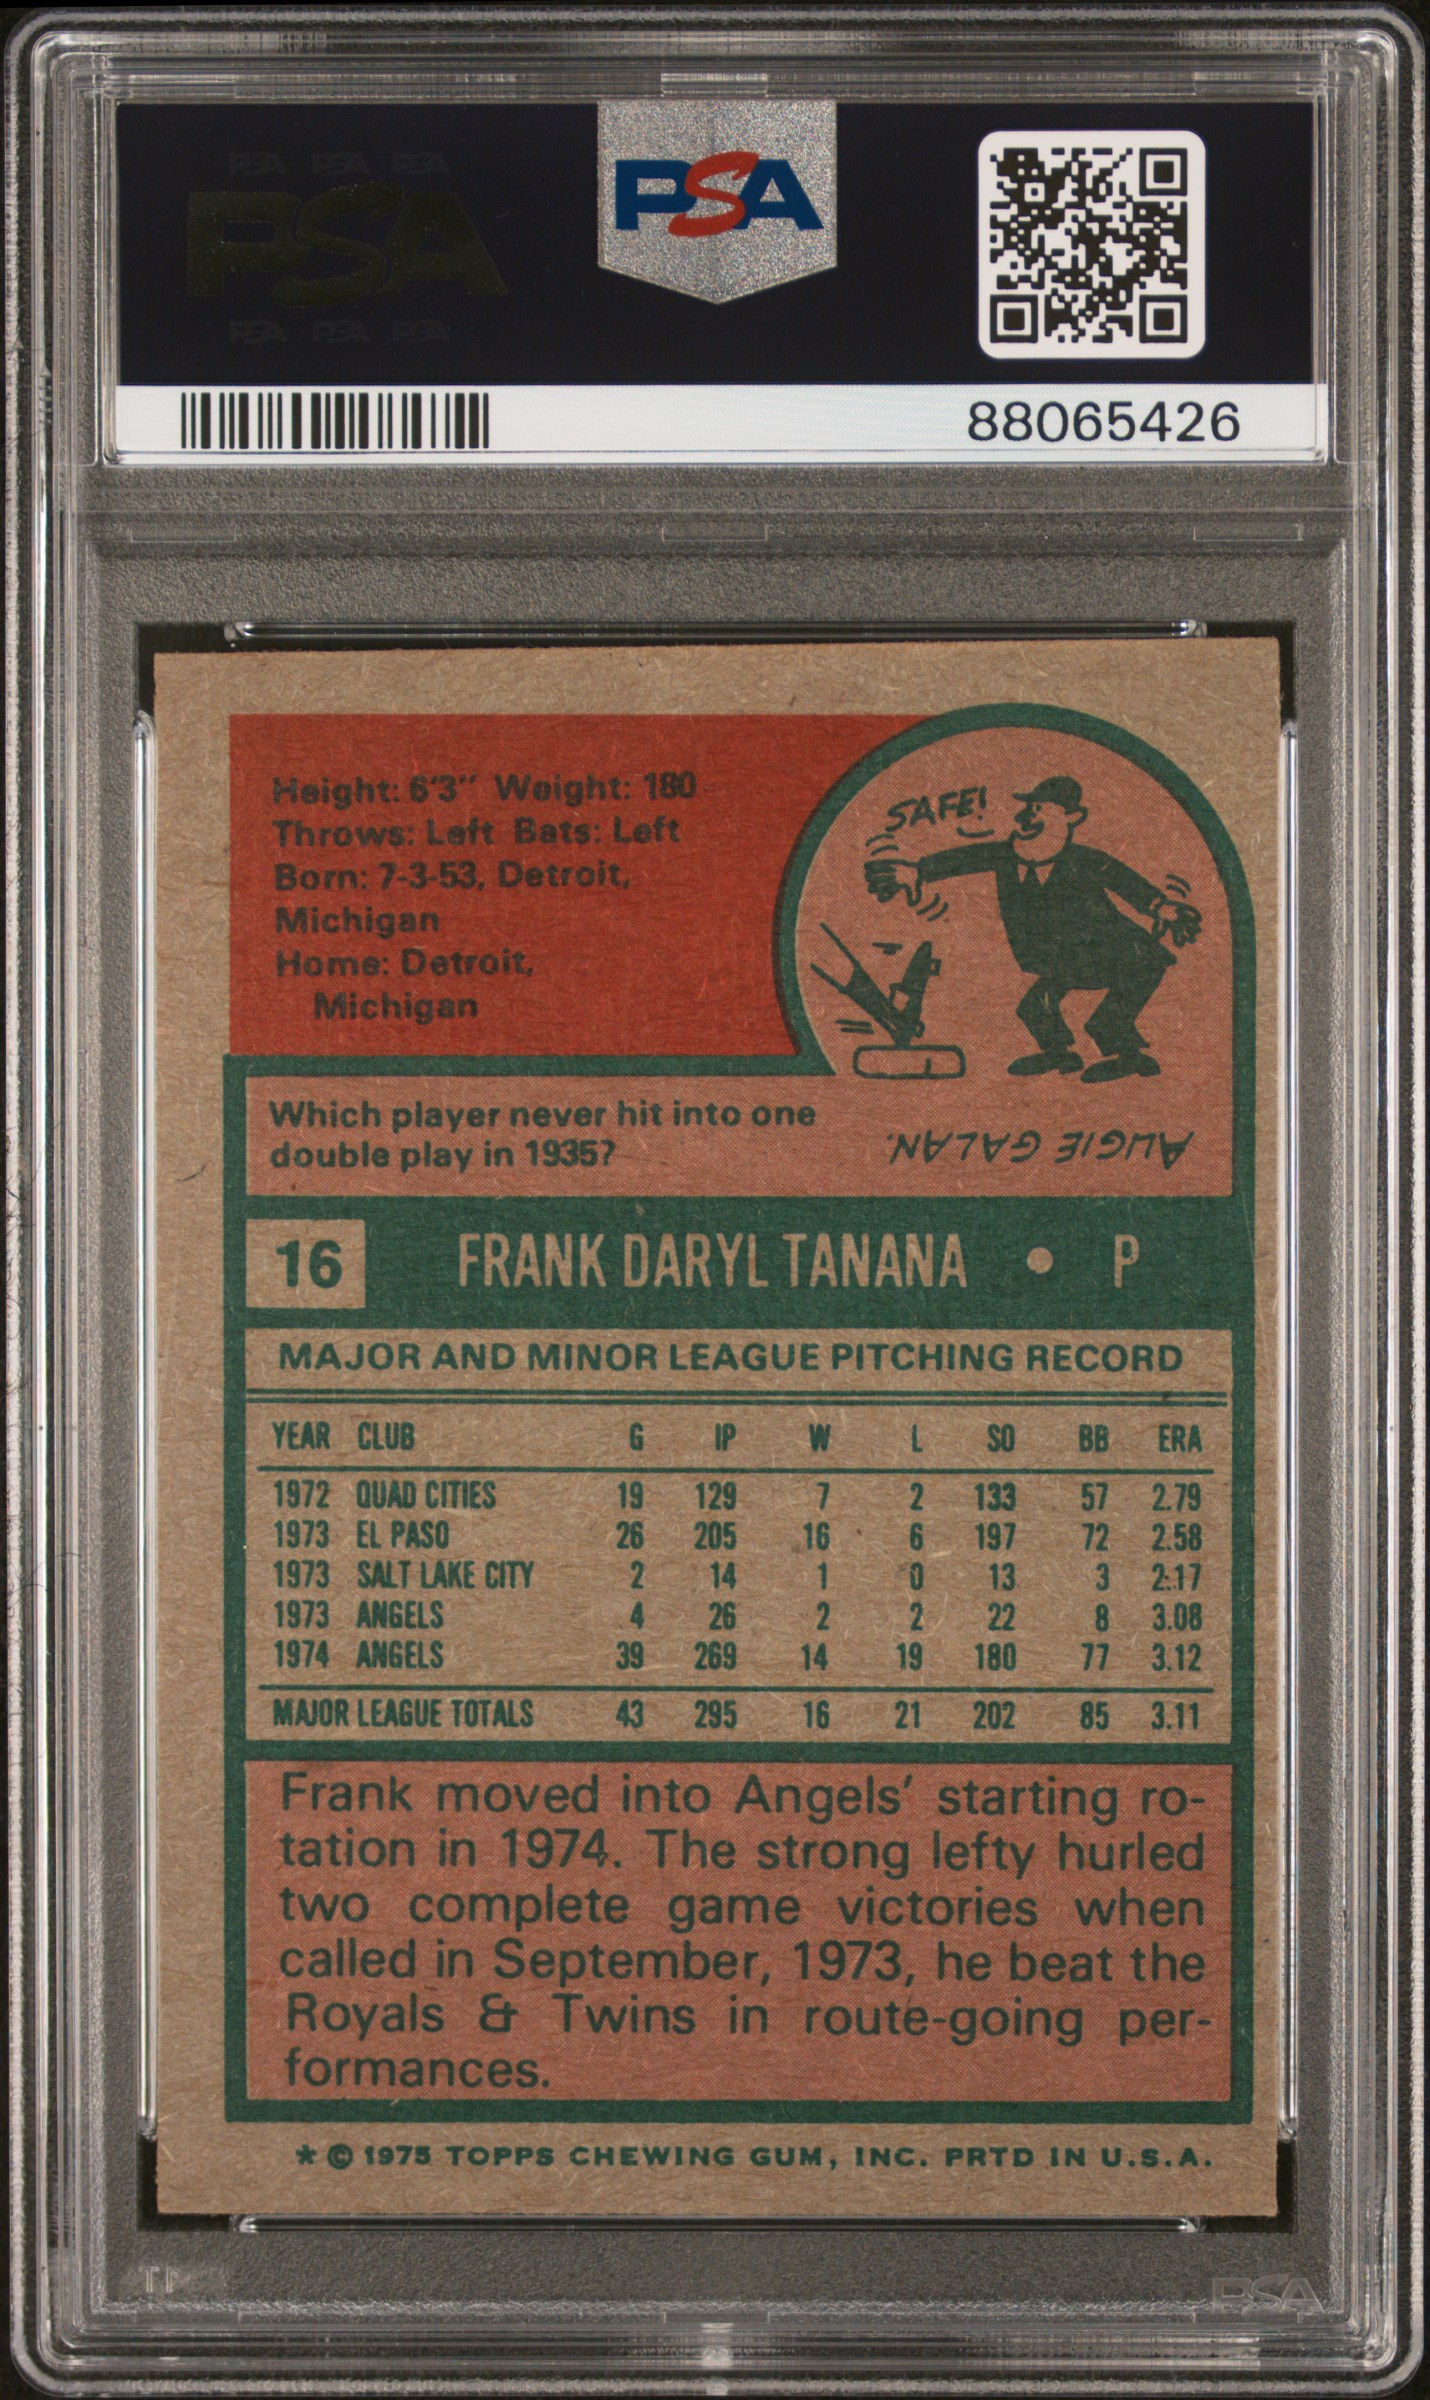 PSA PSA PSA
PSA
PSA PSA PSA
PSA
88065426
Height: 6'3" Weight: 180
Throws: Left Bats: Left
Born: 7-3-53, Detroit,
Michigan
Home: Detroit,
Michigan
SAFE!
Which player never hit into one
double play in 1935?
AUGIE GALAN.
16 FRANK DARYL TANANA • P
MAJOR AND MINOR LEAGUE PITCHING RECORD
YEAR CLUB G IP W L SO BB ERA
1972 QUAD CITIES 19 129 7 2 133 57 2.79
1973 EL PASO 26 205 16 6 197 72 2.58
1973 SALT LAKE CITY 2 14 1 0 13 3 2.17
1973 ANGELS 4 26 2 2 22 8 3.08
1974 ANGELS 39 269 14 19 180 77 3.12
MAJOR LEAGUE TOTALS 43 295 16 21 202 85 3.11
Frank moved into Angels' starting ro-
tation in 1974. The strong lefty hurled
two complete game victories when
called in September, 1973, he beat the
Royals & Twins in route-going per-
formances.
* © 1975 TOPPS CHEWING GUM, INC. PRTD IN U.S.A.
PSA